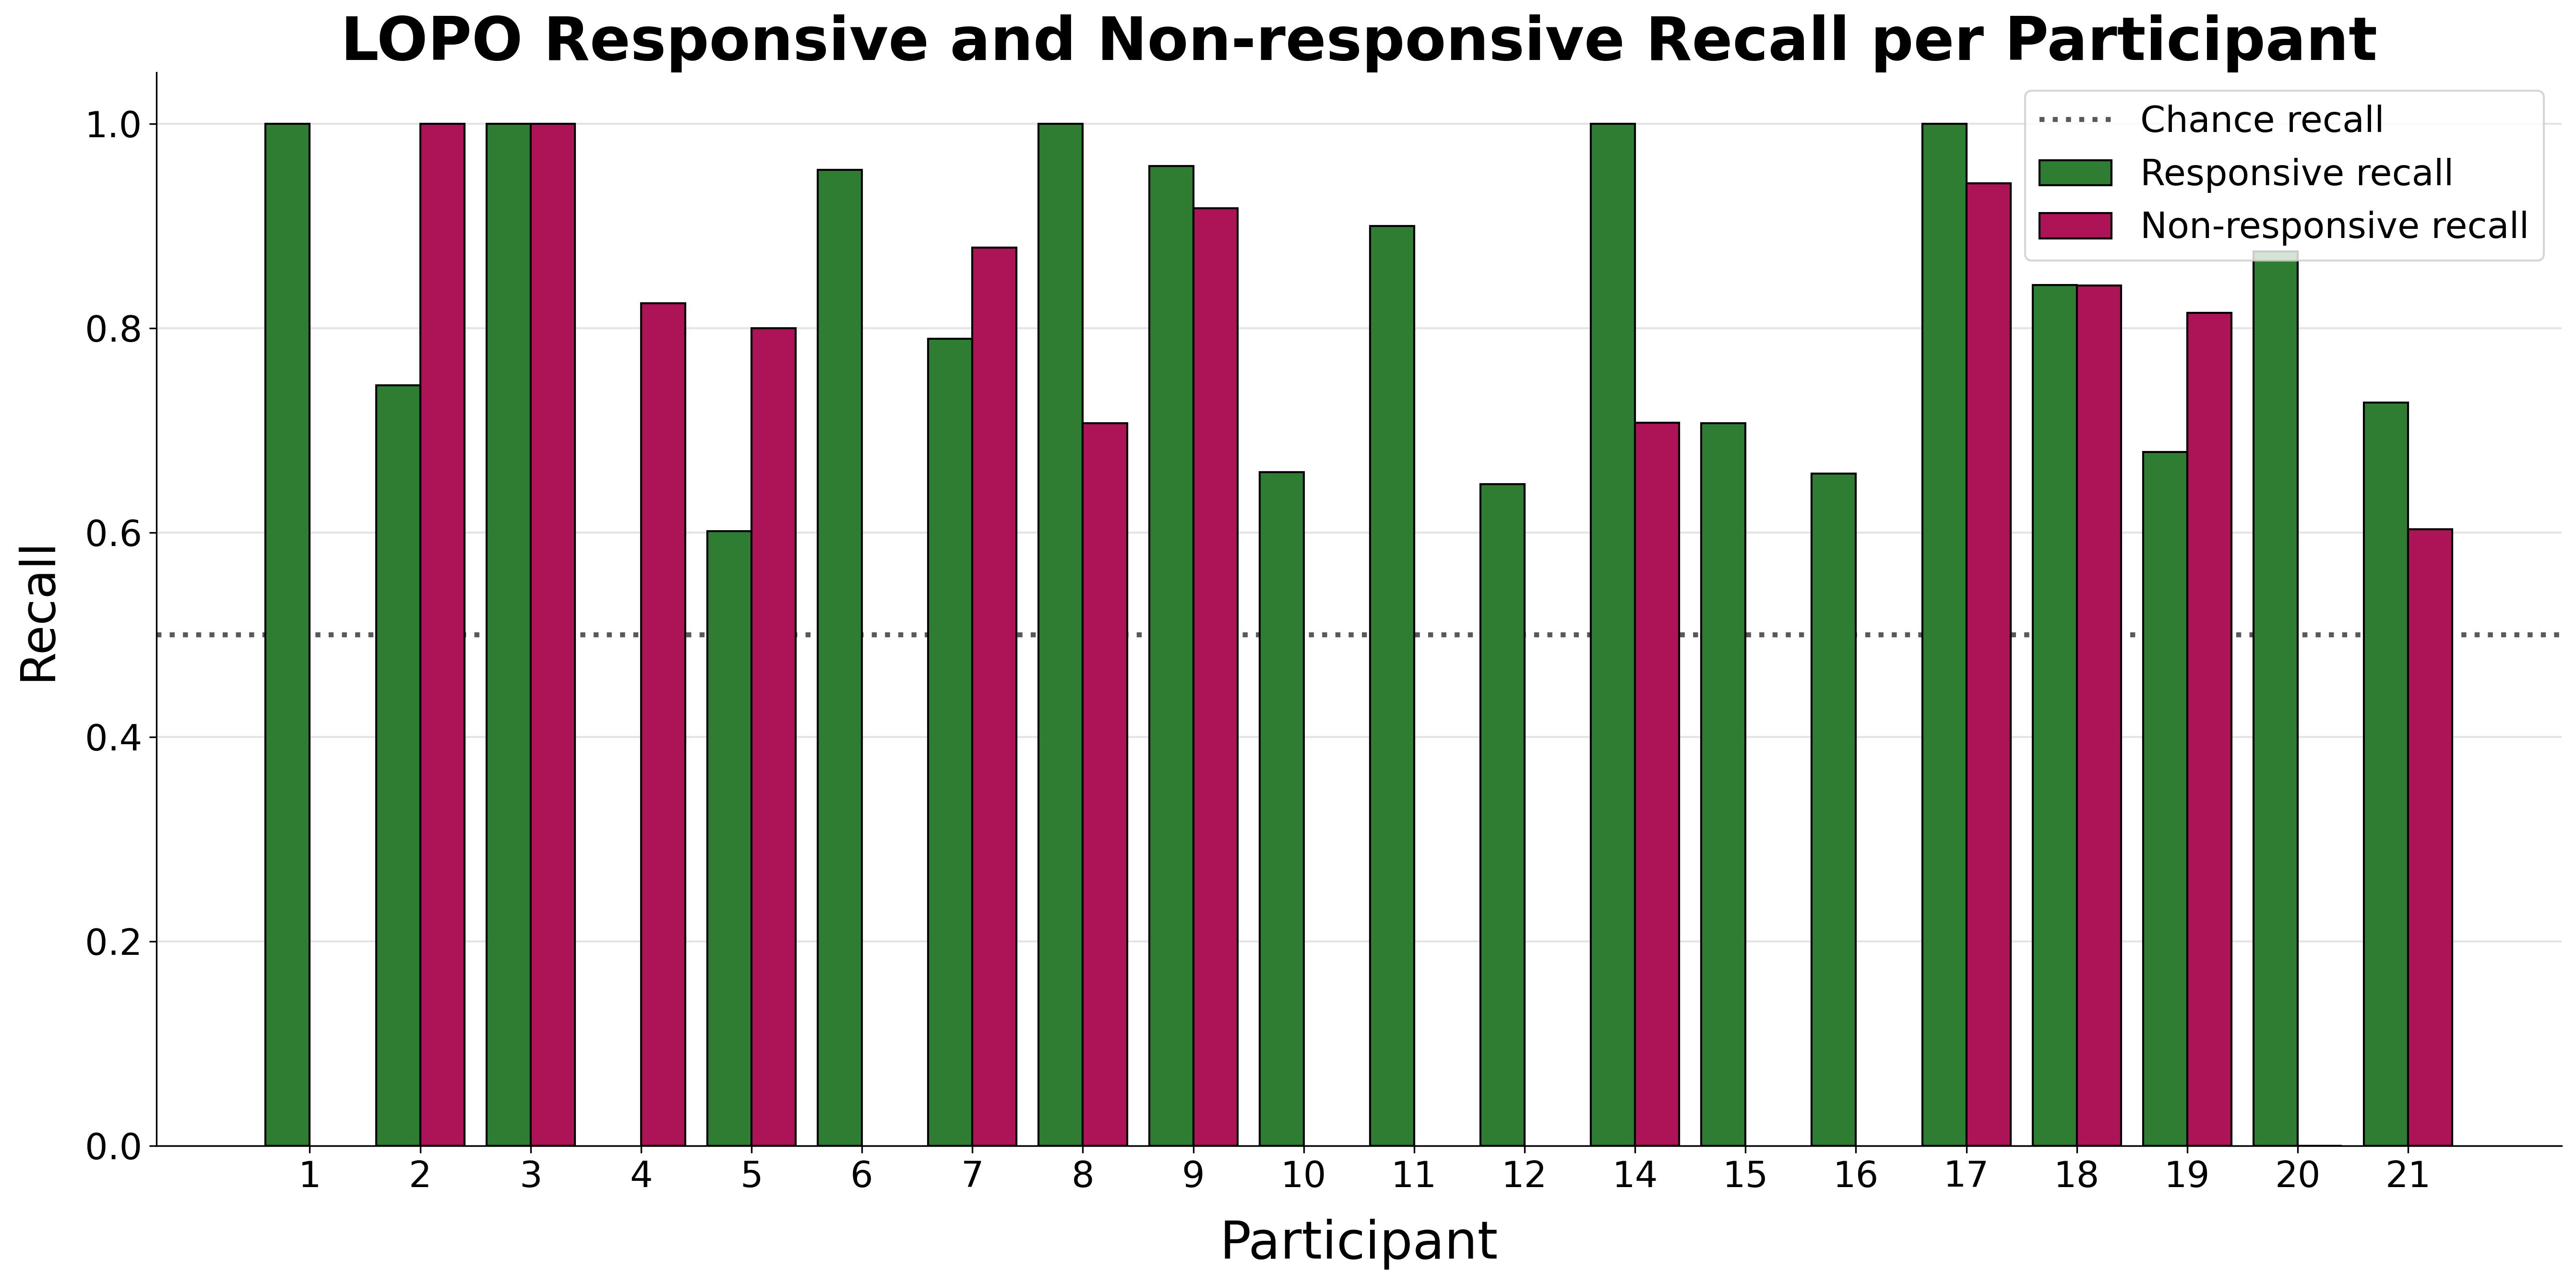 LOPO Responsive and Non-responsive Recall per Participant
Chance recall
Responsive recall
Non-responsive recall
Recall
1.0
0.8
0.6
0.4
0.2
0.0
1 2 3 4 5 6 7 8 9 10 11 12 14 15 16 17 18 19 20 21
Participant